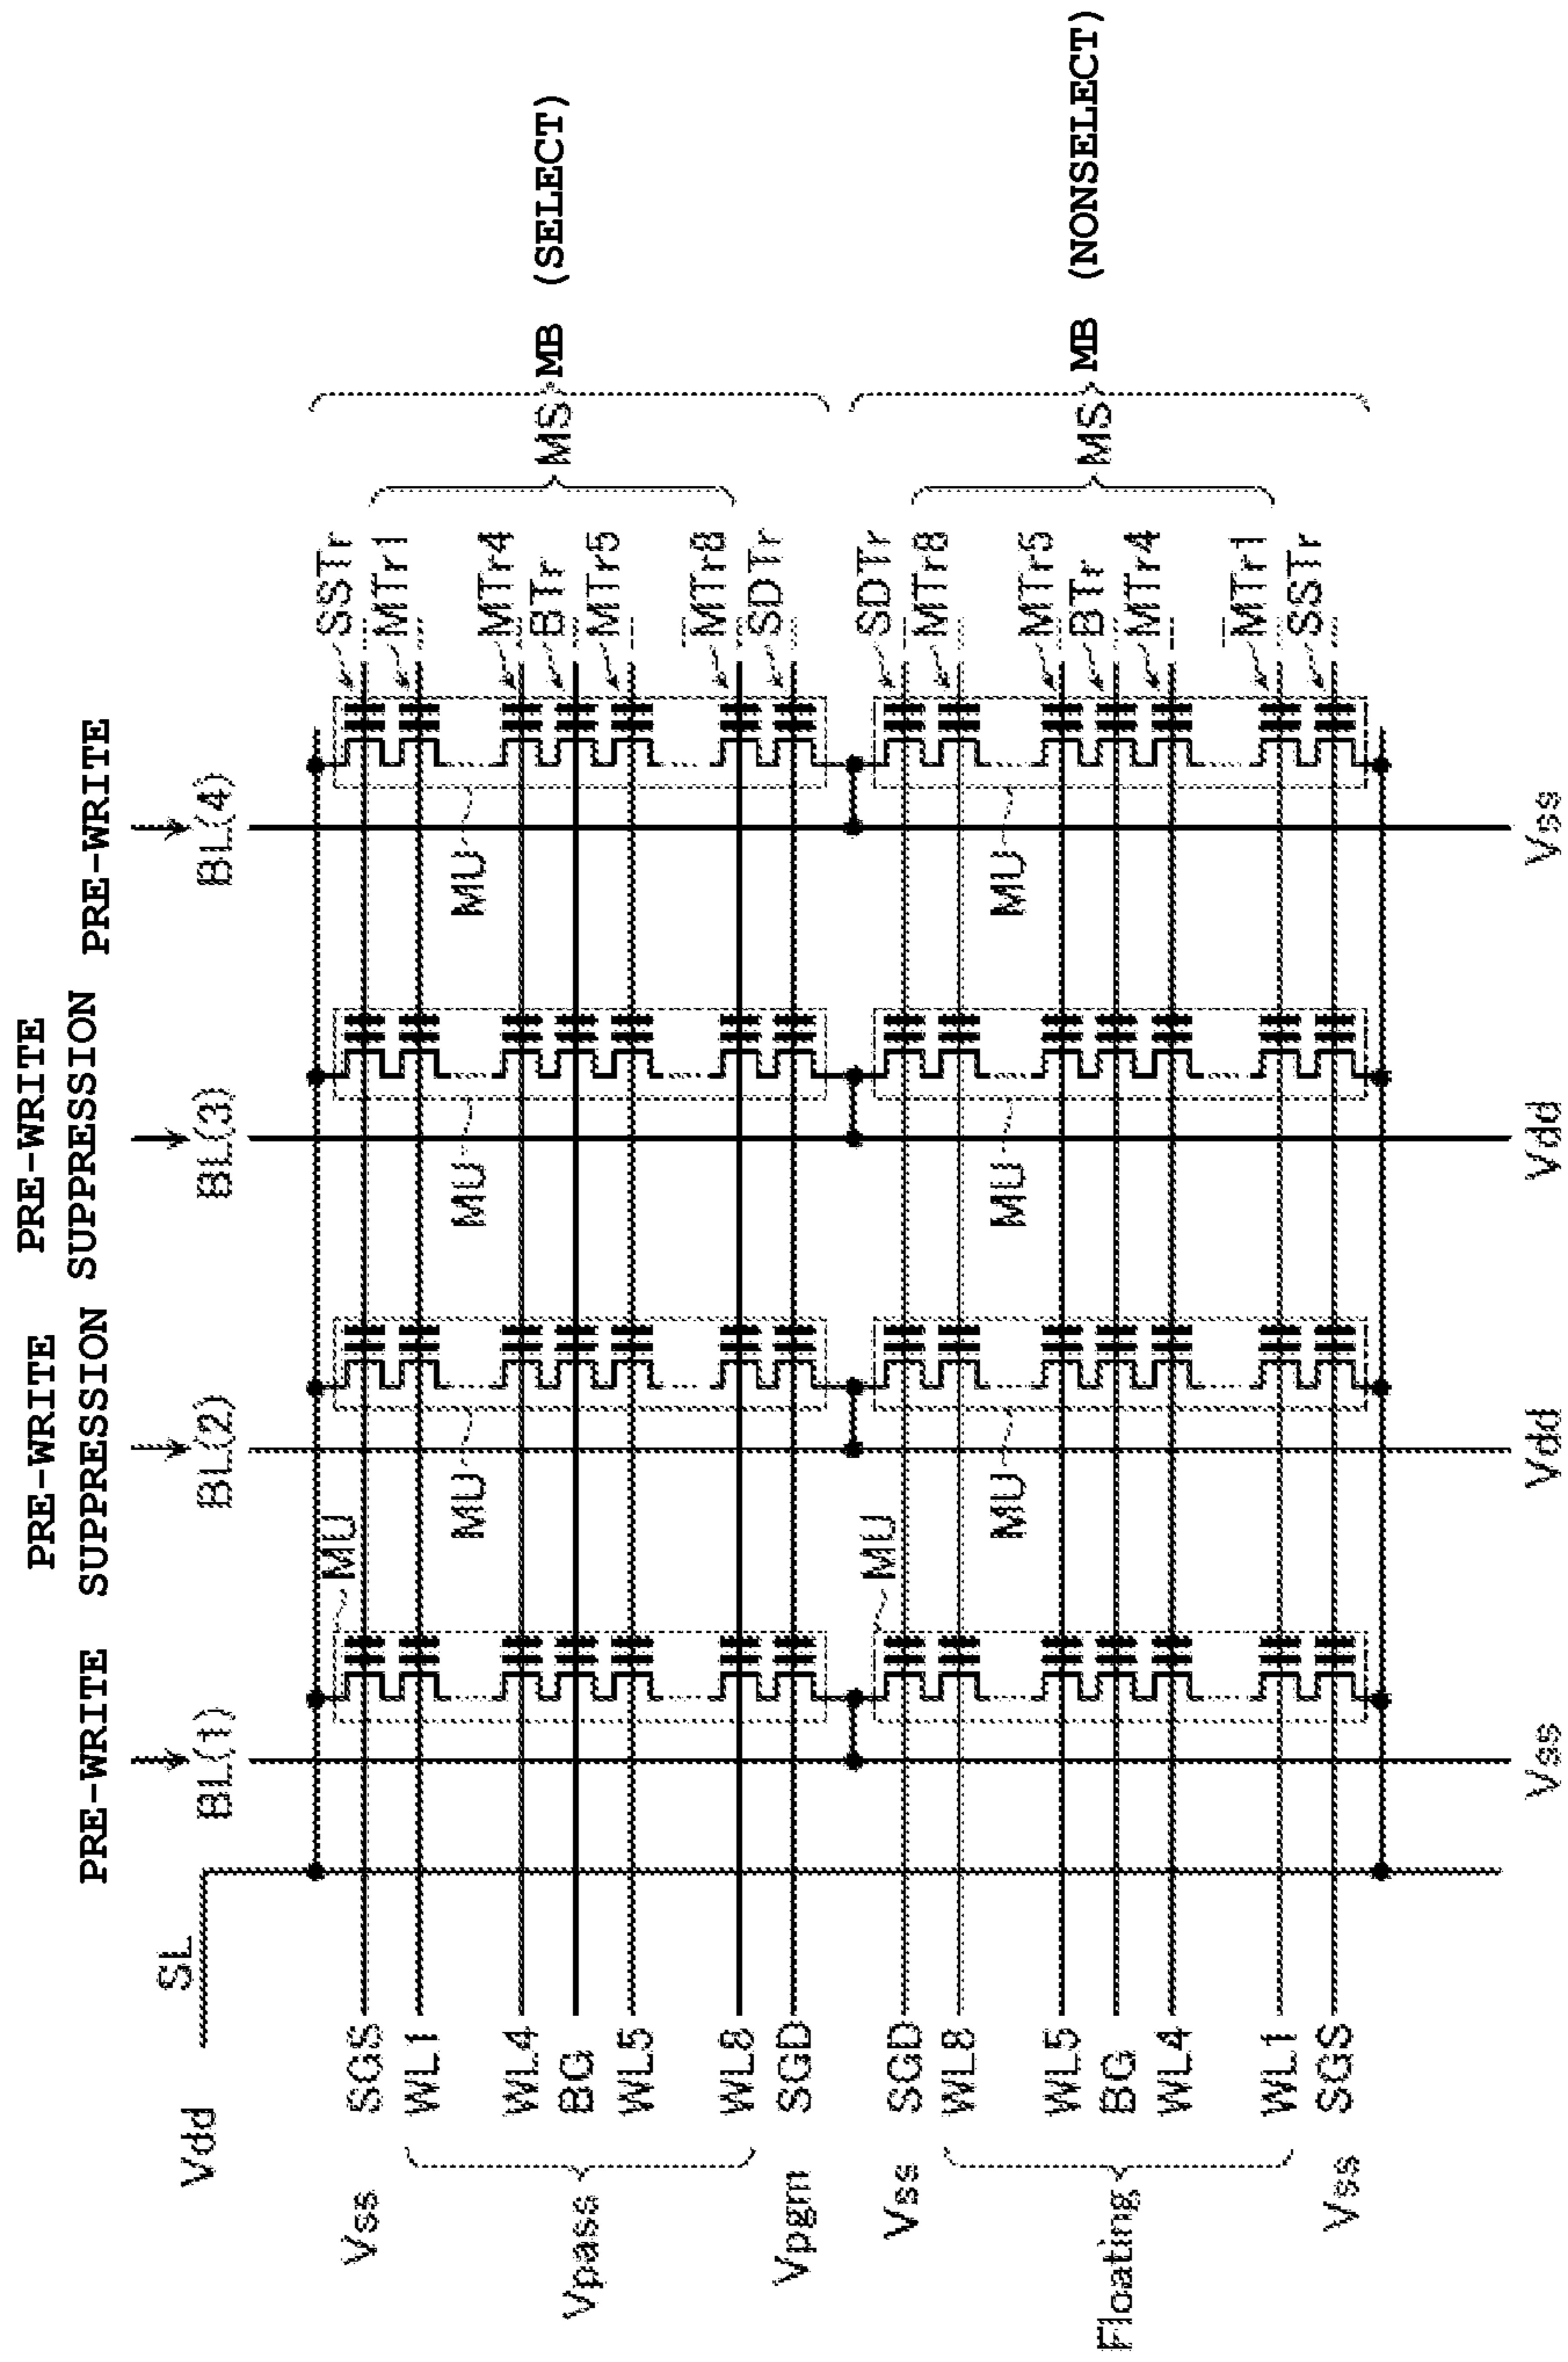 PRE-WRITE
PRE-WRITE
PRE-WRITE SUPPRESSION SUPPRESSION PRE-WRITE
Vdd SL
BL(1) BL(2) BL(3) BL(4)
MU
Vss SGS SSTr
WL1 MTr1
MU MU MU
WL4 MTr4
Vpass BG BTr MS MB (SELECT)
WL5 MTr5
WL8 MTr8
Vpgm SGD SDTr
MU
Vss SGD SDTr
WL8 MTr8
MU MU MU
WL5 MTr5
Floating BG BTr MS MB (NONSELECT)
WL4 MTr4
WL1 MTr1
Vss SGS SSTr
Vss Vdd Vdd Vss